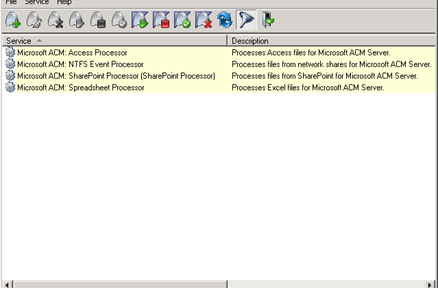 File Service Help
Service Description
Microsoft ACM: Access Processor Processes Access files for Microsoft ACM Server.
Microsoft ACM: NTFS Event Processor Processes files from network shares for Microsoft ACM Server.
Microsoft ACM: SharePoint Processor (SharePoint Processor) Processes files from SharePoint for Microsoft ACM Server.
Microsoft ACM: Spreadsheet Processor Processes Excel files for Microsoft ACM Server.